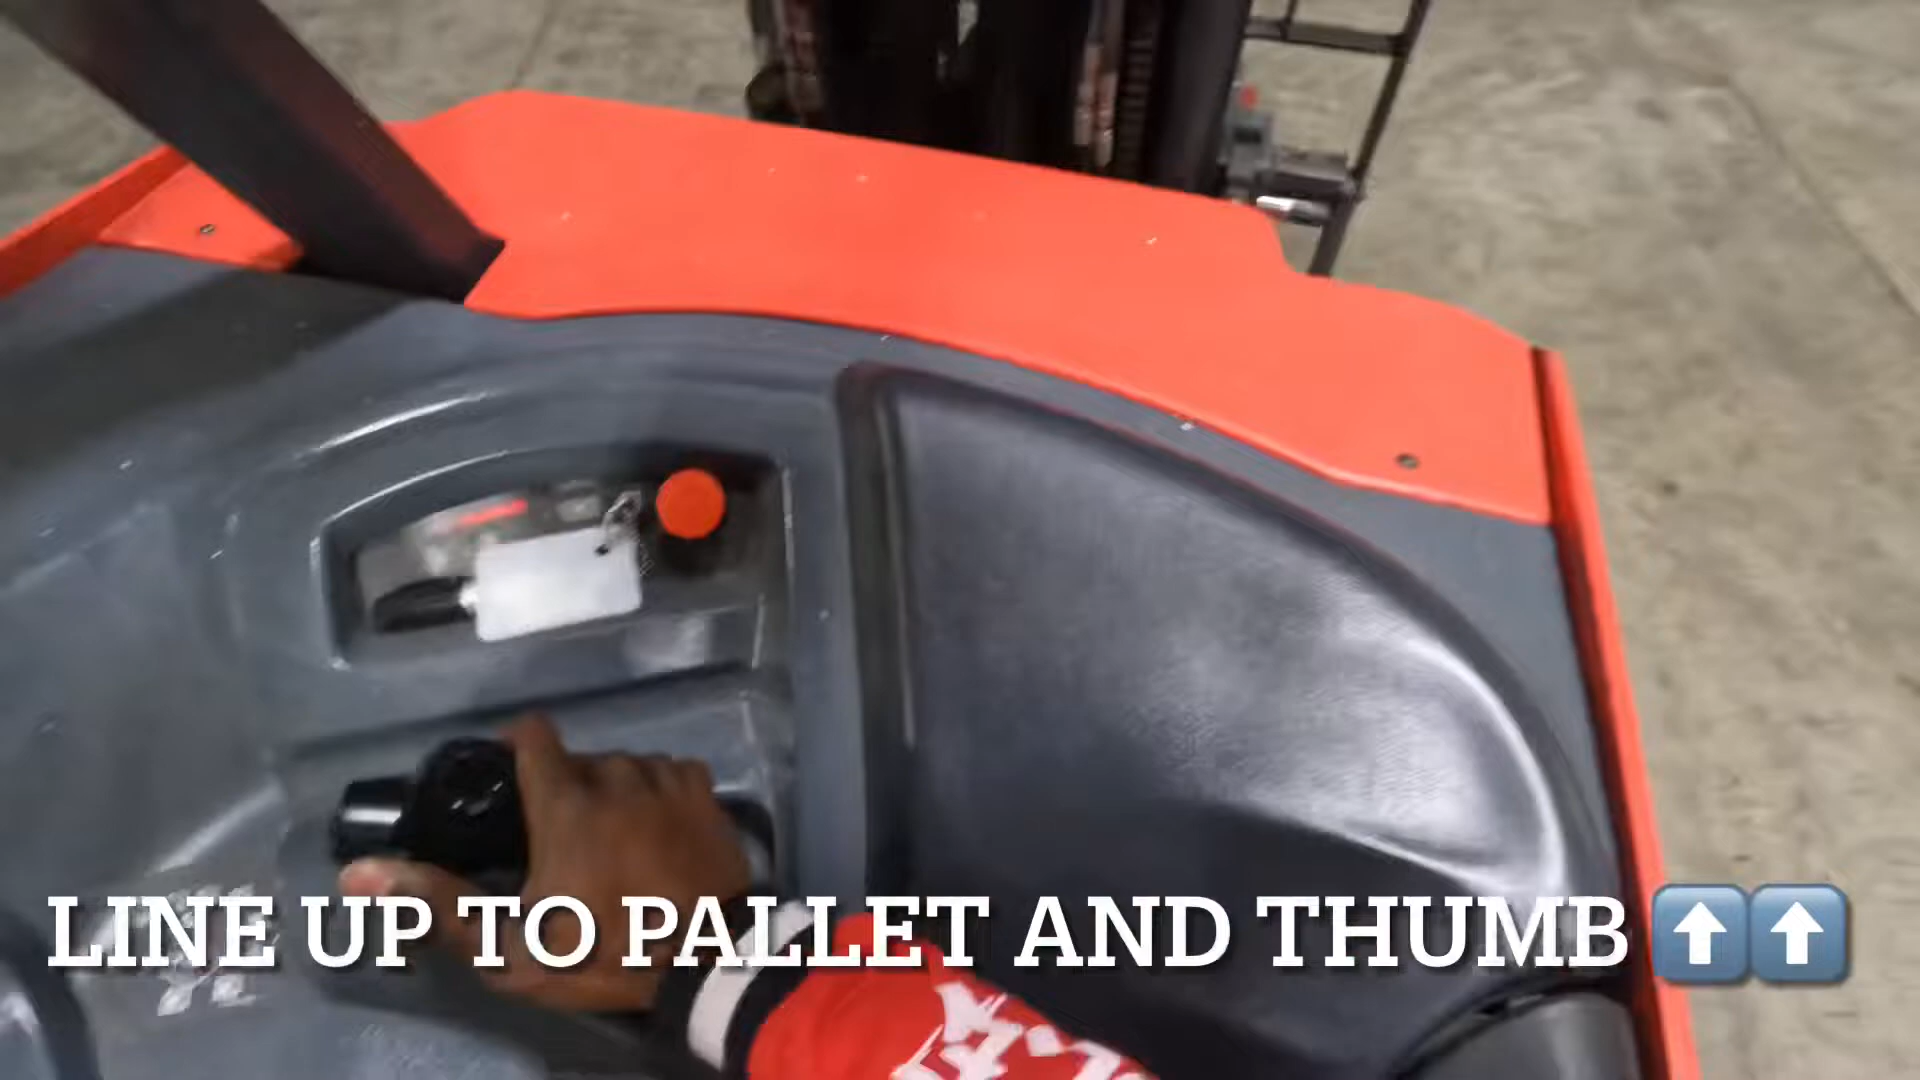 LINE UP TO PALLET AND THUMB ⬆️⬆️